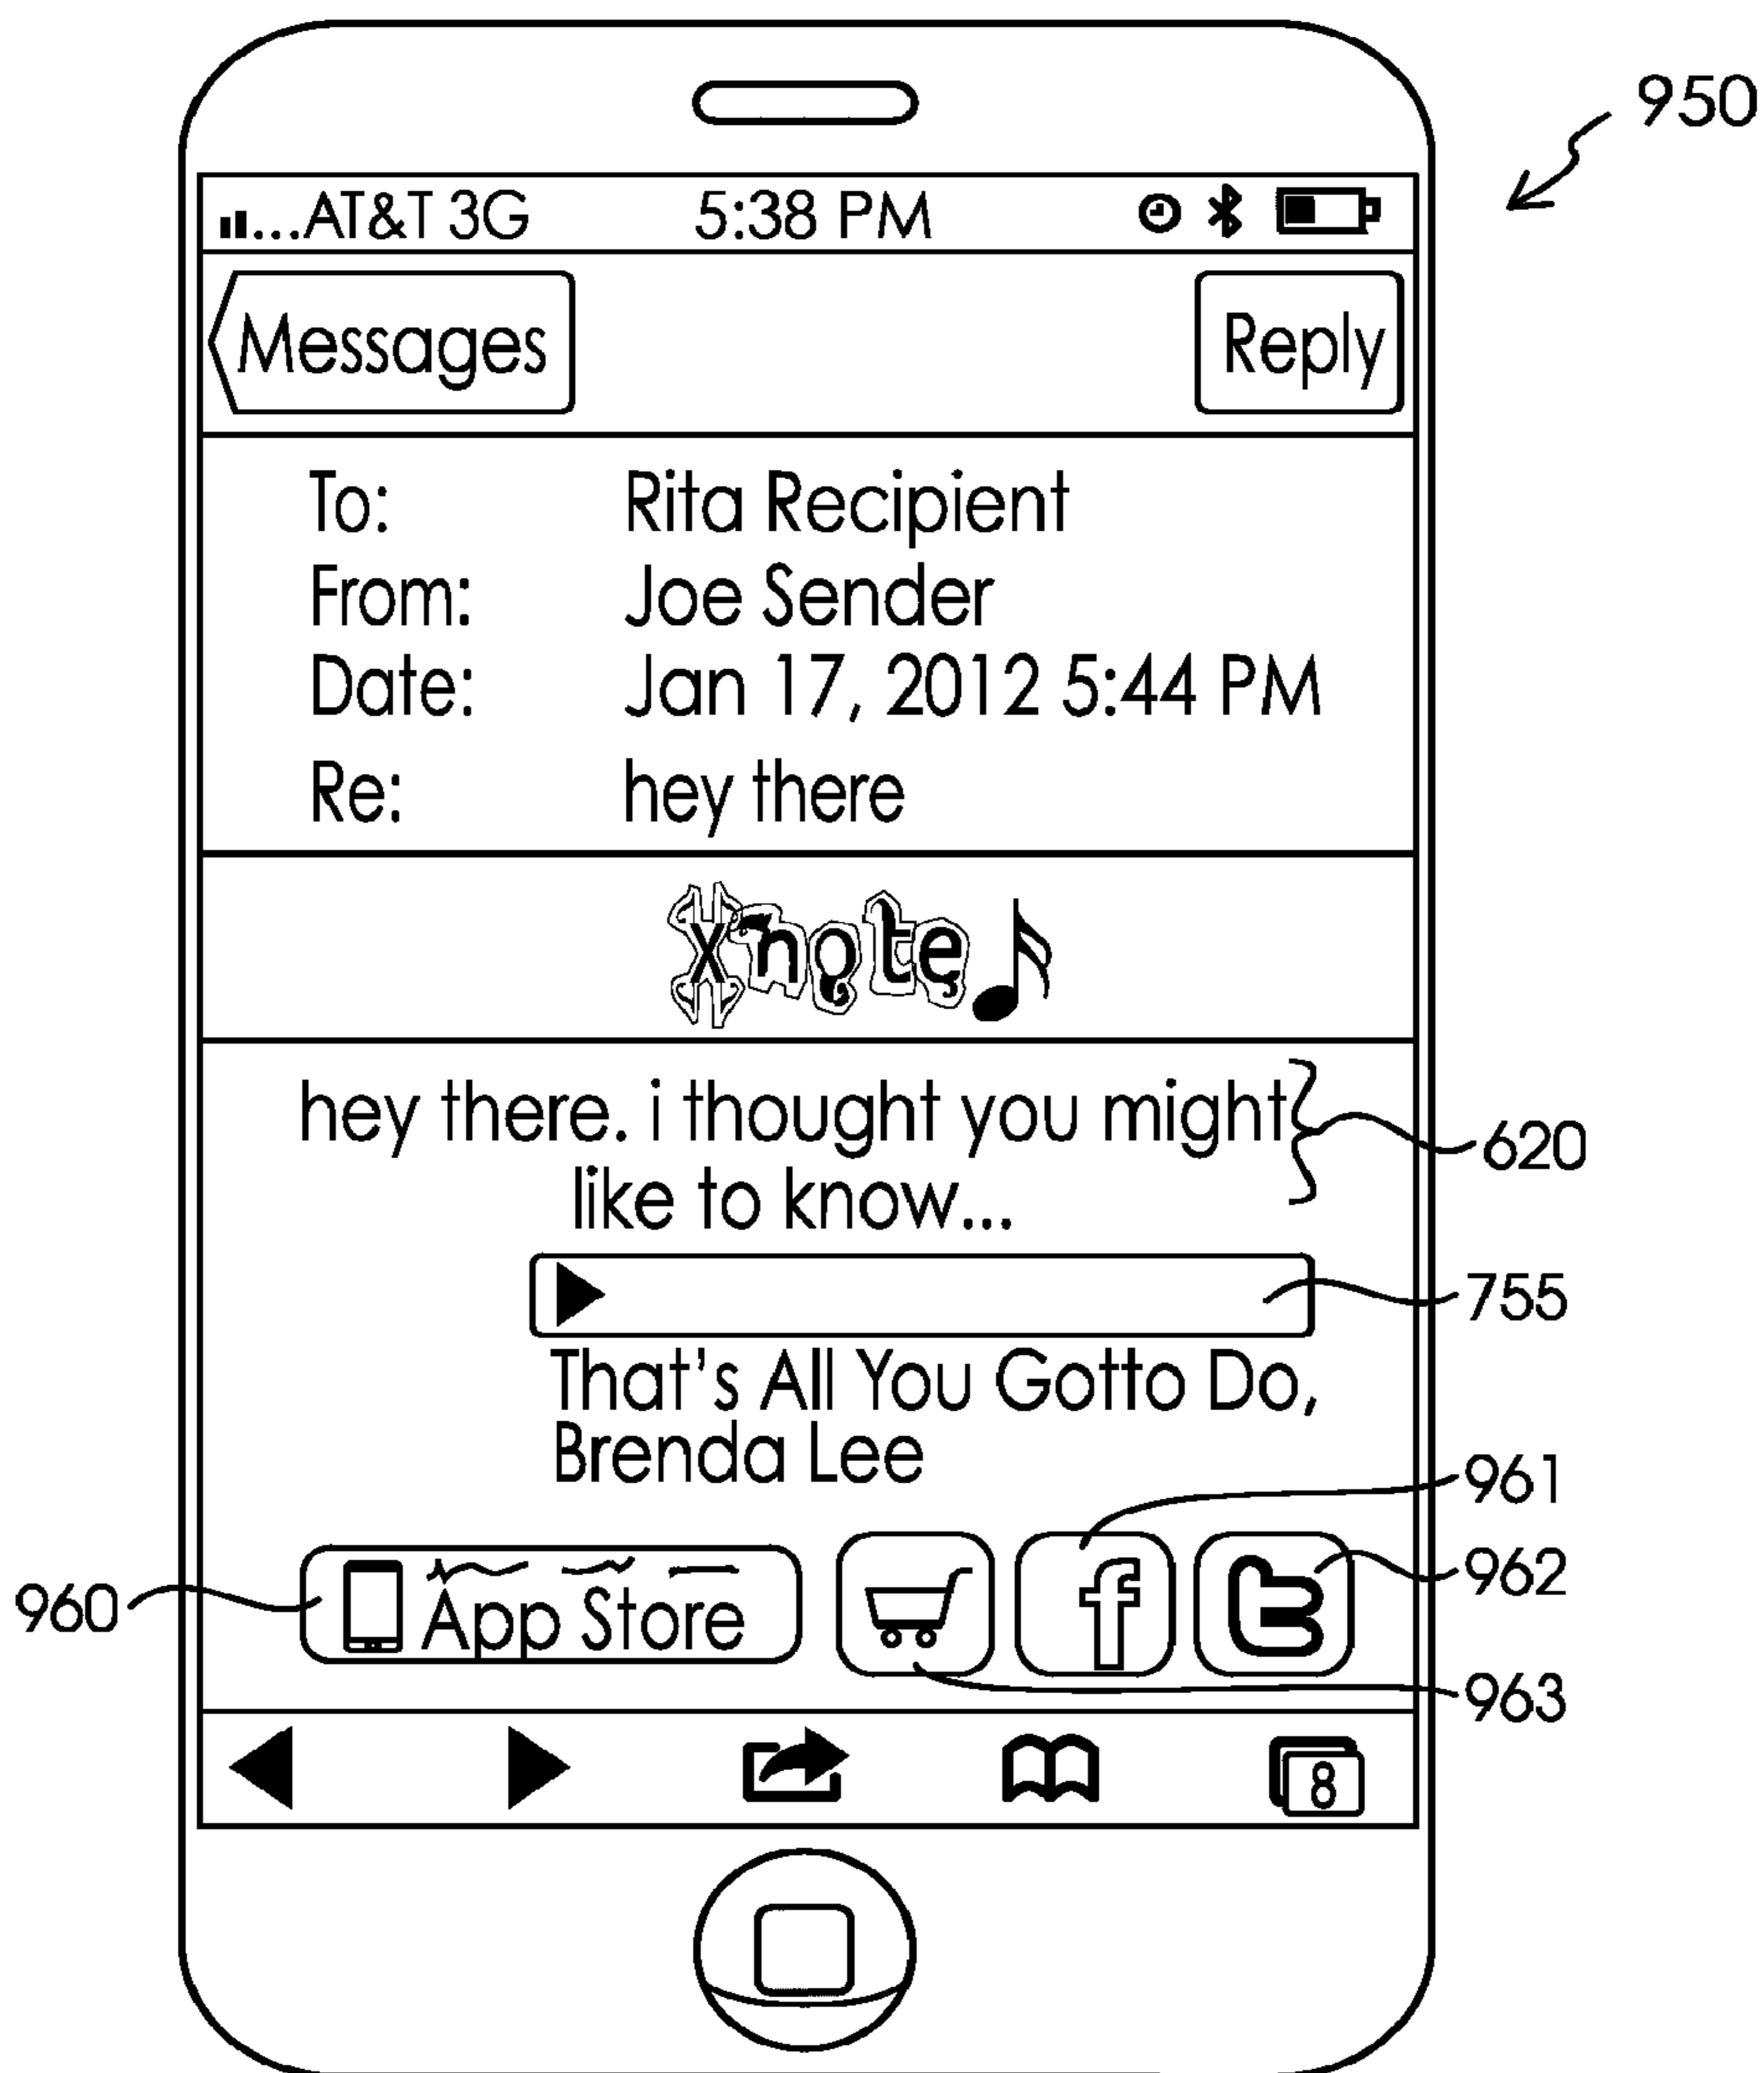 950
...AT&T 3G 5:38 PM
Messages Reply
To: Rita Recipient
From: Joe Sender
Date: Jan 17, 2012 5:44 PM
Re: hey there
xnote
hey there. i thought you might
620
like to know...
755
That's All You Gotto Do,
Brenda Lee
961
962
960
App Store f t
963
8